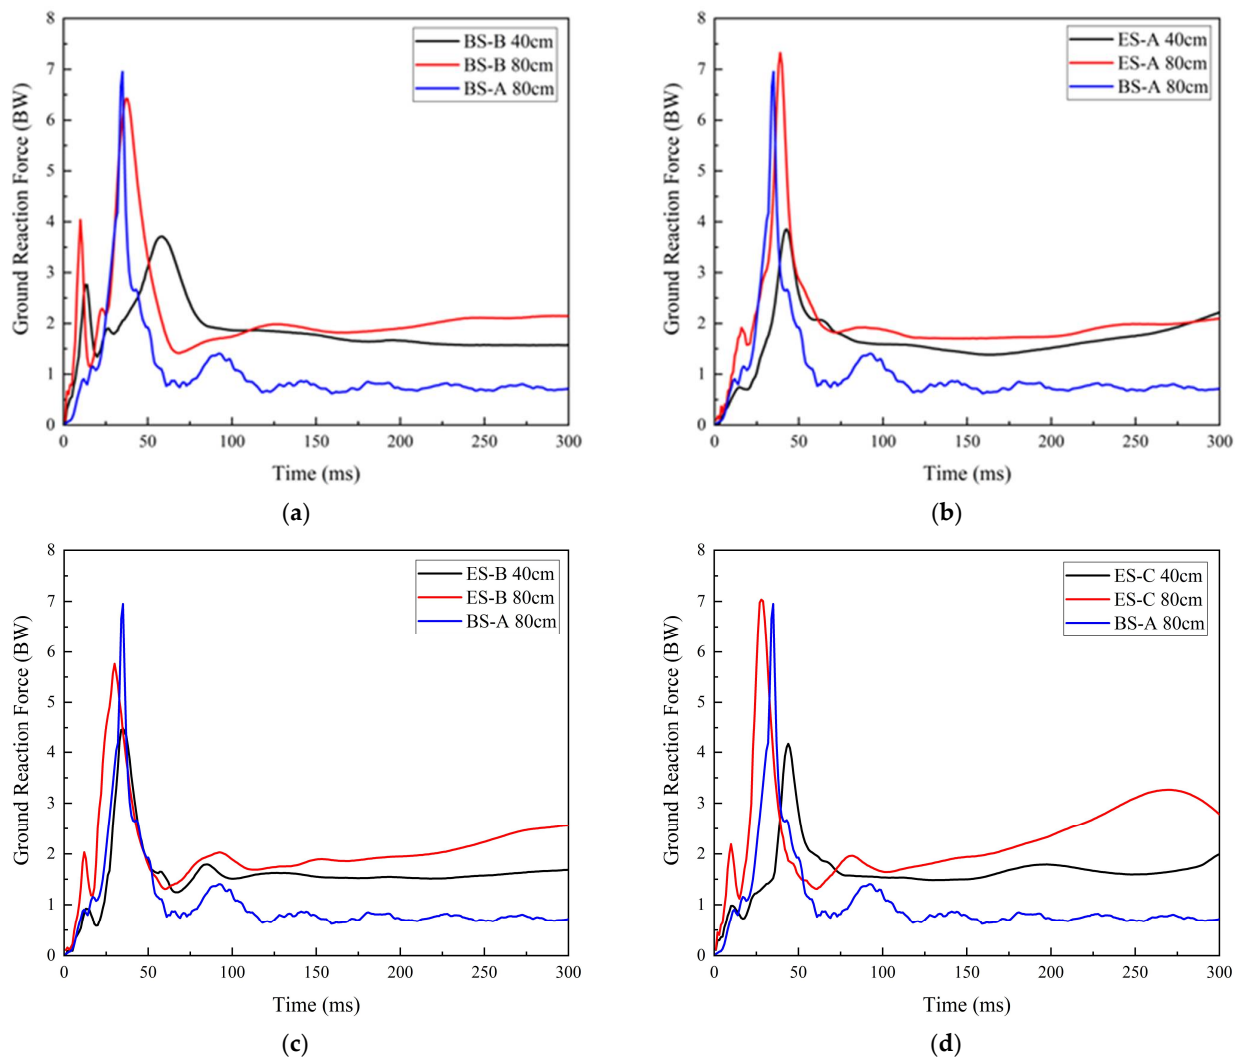 8
7
6
5
4
3
2
1
0
Ground Reaction Force (BW)
BS-B 40cm
BS-B 80cm
BS-A 80cm
0 50 100 150 200 250 300
Time (ms)
(a)
8
7
6
5
4
3
2
1
0
Ground Reaction Force (BW)
ES-A 40cm
ES-A 80cm
BS-A 80cm
0 50 100 150 200 250 300
Time (ms)
(b)
8
7
6
5
4
3
2
1
0
Ground Reaction Force (BW)
ES-B 40cm
ES-B 80cm
BS-A 80cm
0 50 100 150 200 250 300
Time (ms)
(c)
8
7
6
5
4
3
2
1
0
Ground Reaction Force (BW)
ES-C 40cm
ES-C 80cm
BS-A 80cm
0 50 100 150 200 250 300
Time (ms)
(d)